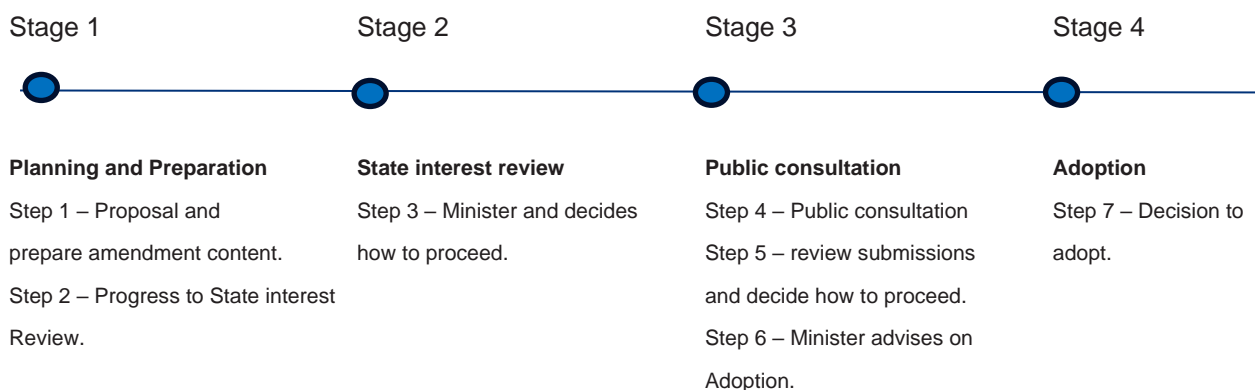 Stage 1
Stage 2
Stage 3
Stage 4
Planning and Preparation
Step 1 – Proposal and
prepare amendment content.
Step 2 – Progress to State interest
Review.
State interest review
Step 3 – Minister and decides
how to proceed.
Public consultation
Step 4 – Public consultation
Step 5 – review submissions
and decide how to proceed.
Step 6 – Minister advises on
Adoption.
Adoption
Step 7 – Decision to
adopt.